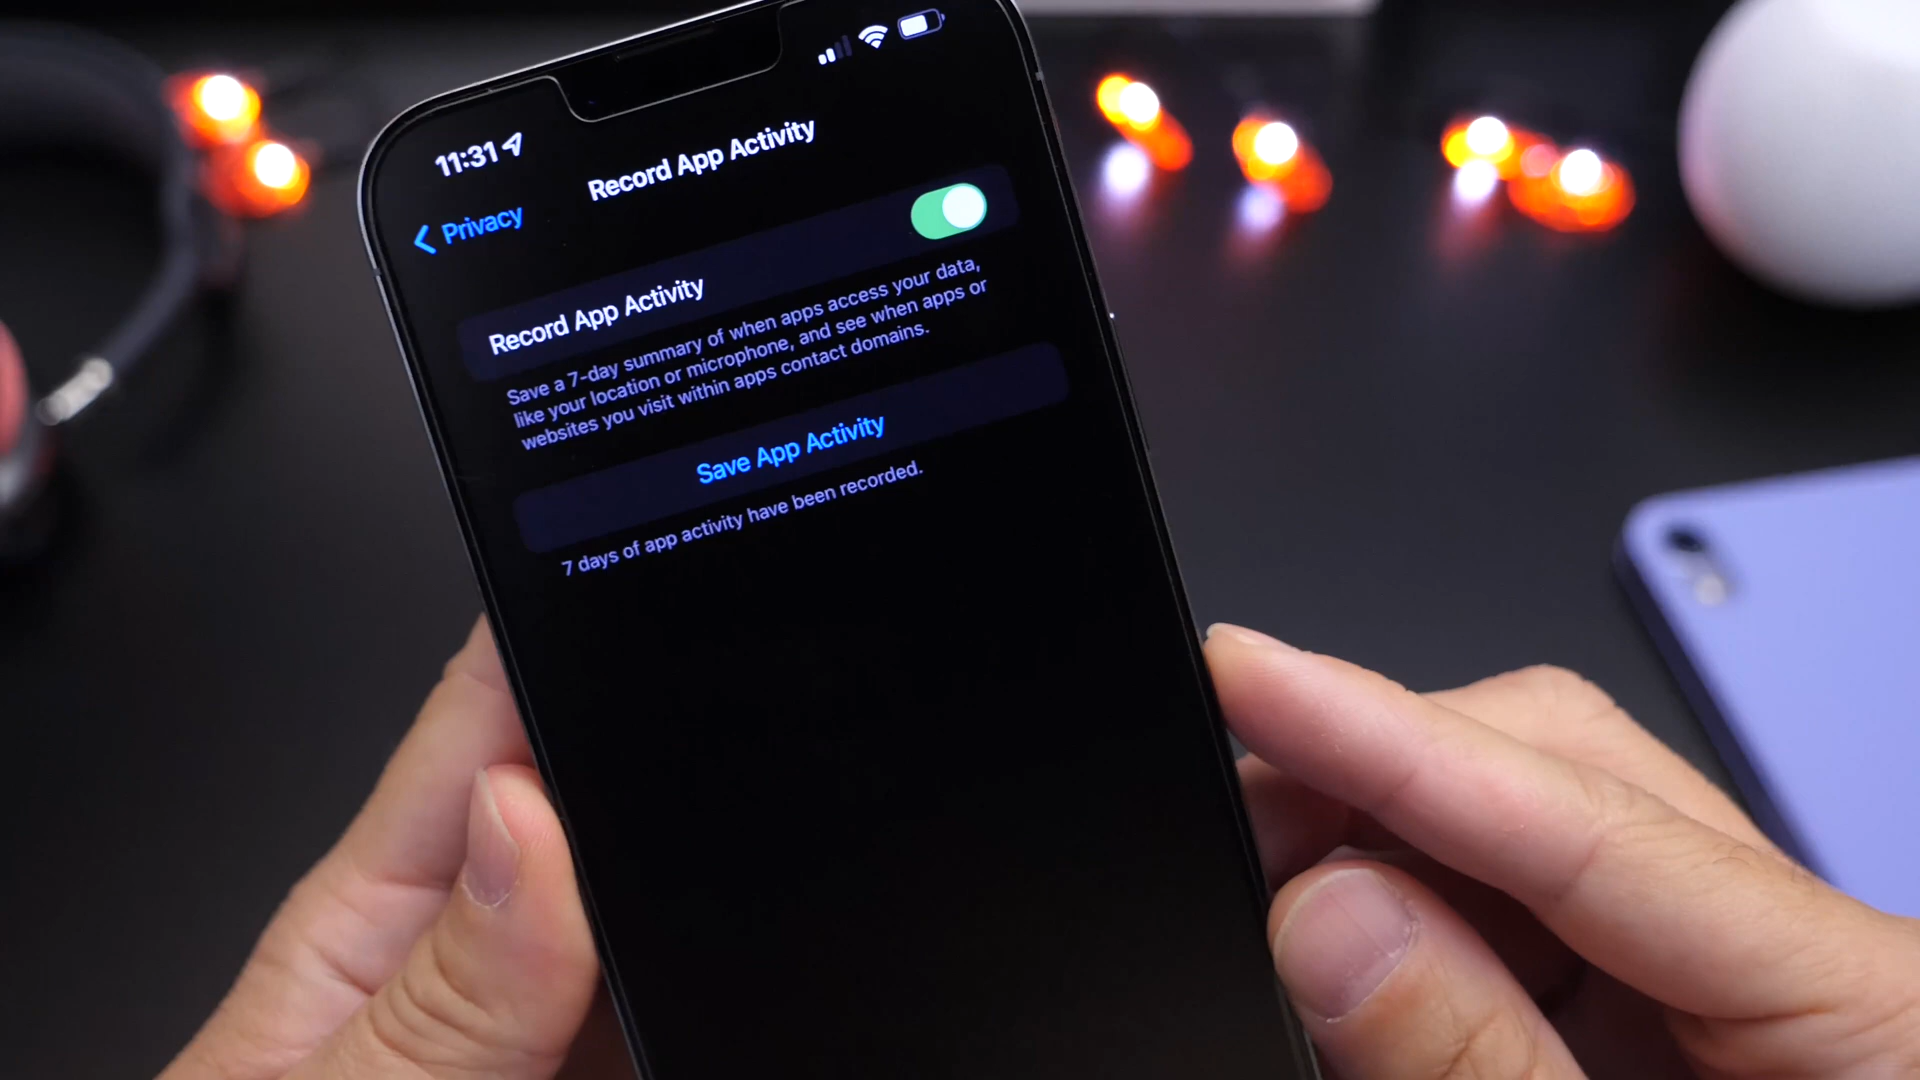 11:31
Privacy
Record App Activity
Record App Activity
Save a 7-day summary of when apps access your data,
like your location or microphone, and see when apps or
websites you visit within apps contact domains.
Save App Activity
7 days of app activity have been recorded.